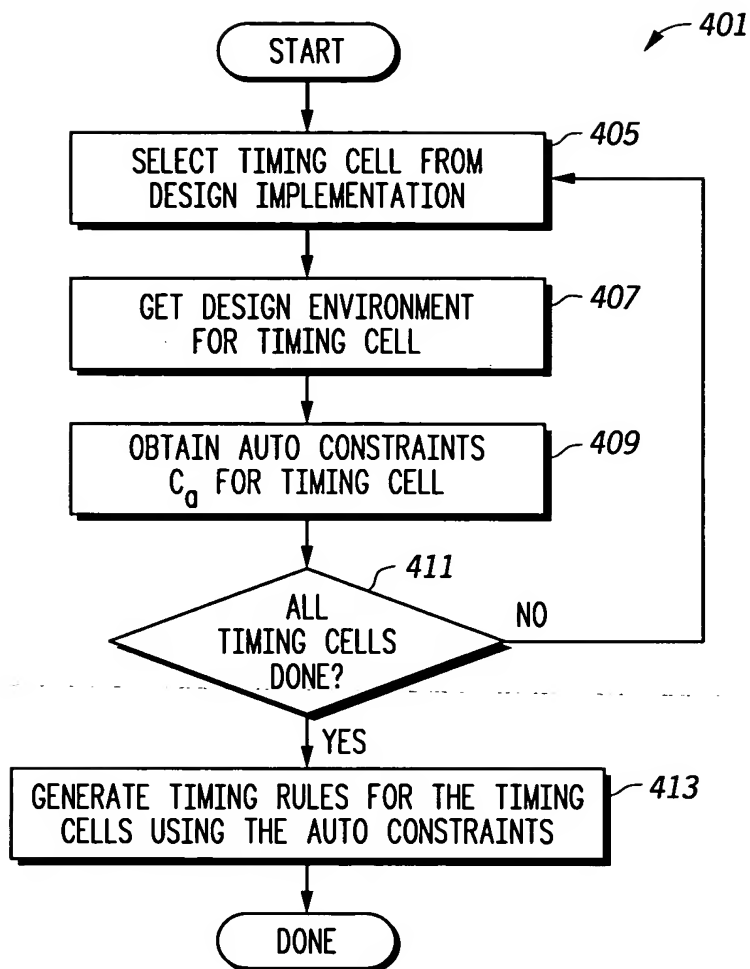 401
START
405
SELECT TIMING CELL FROM
DESIGN IMPLEMENTATION
407
GET DESIGN ENVIRONMENT
FOR TIMING CELL
409
OBTAIN AUTO CONSTRAINTS
Ca FOR TIMING CELL
411
ALL
TIMING CELLS
DONE?
NO
YES
413
GENERATE TIMING RULES FOR THE TIMING
CELLS USING THE AUTO CONSTRAINTS
DONE